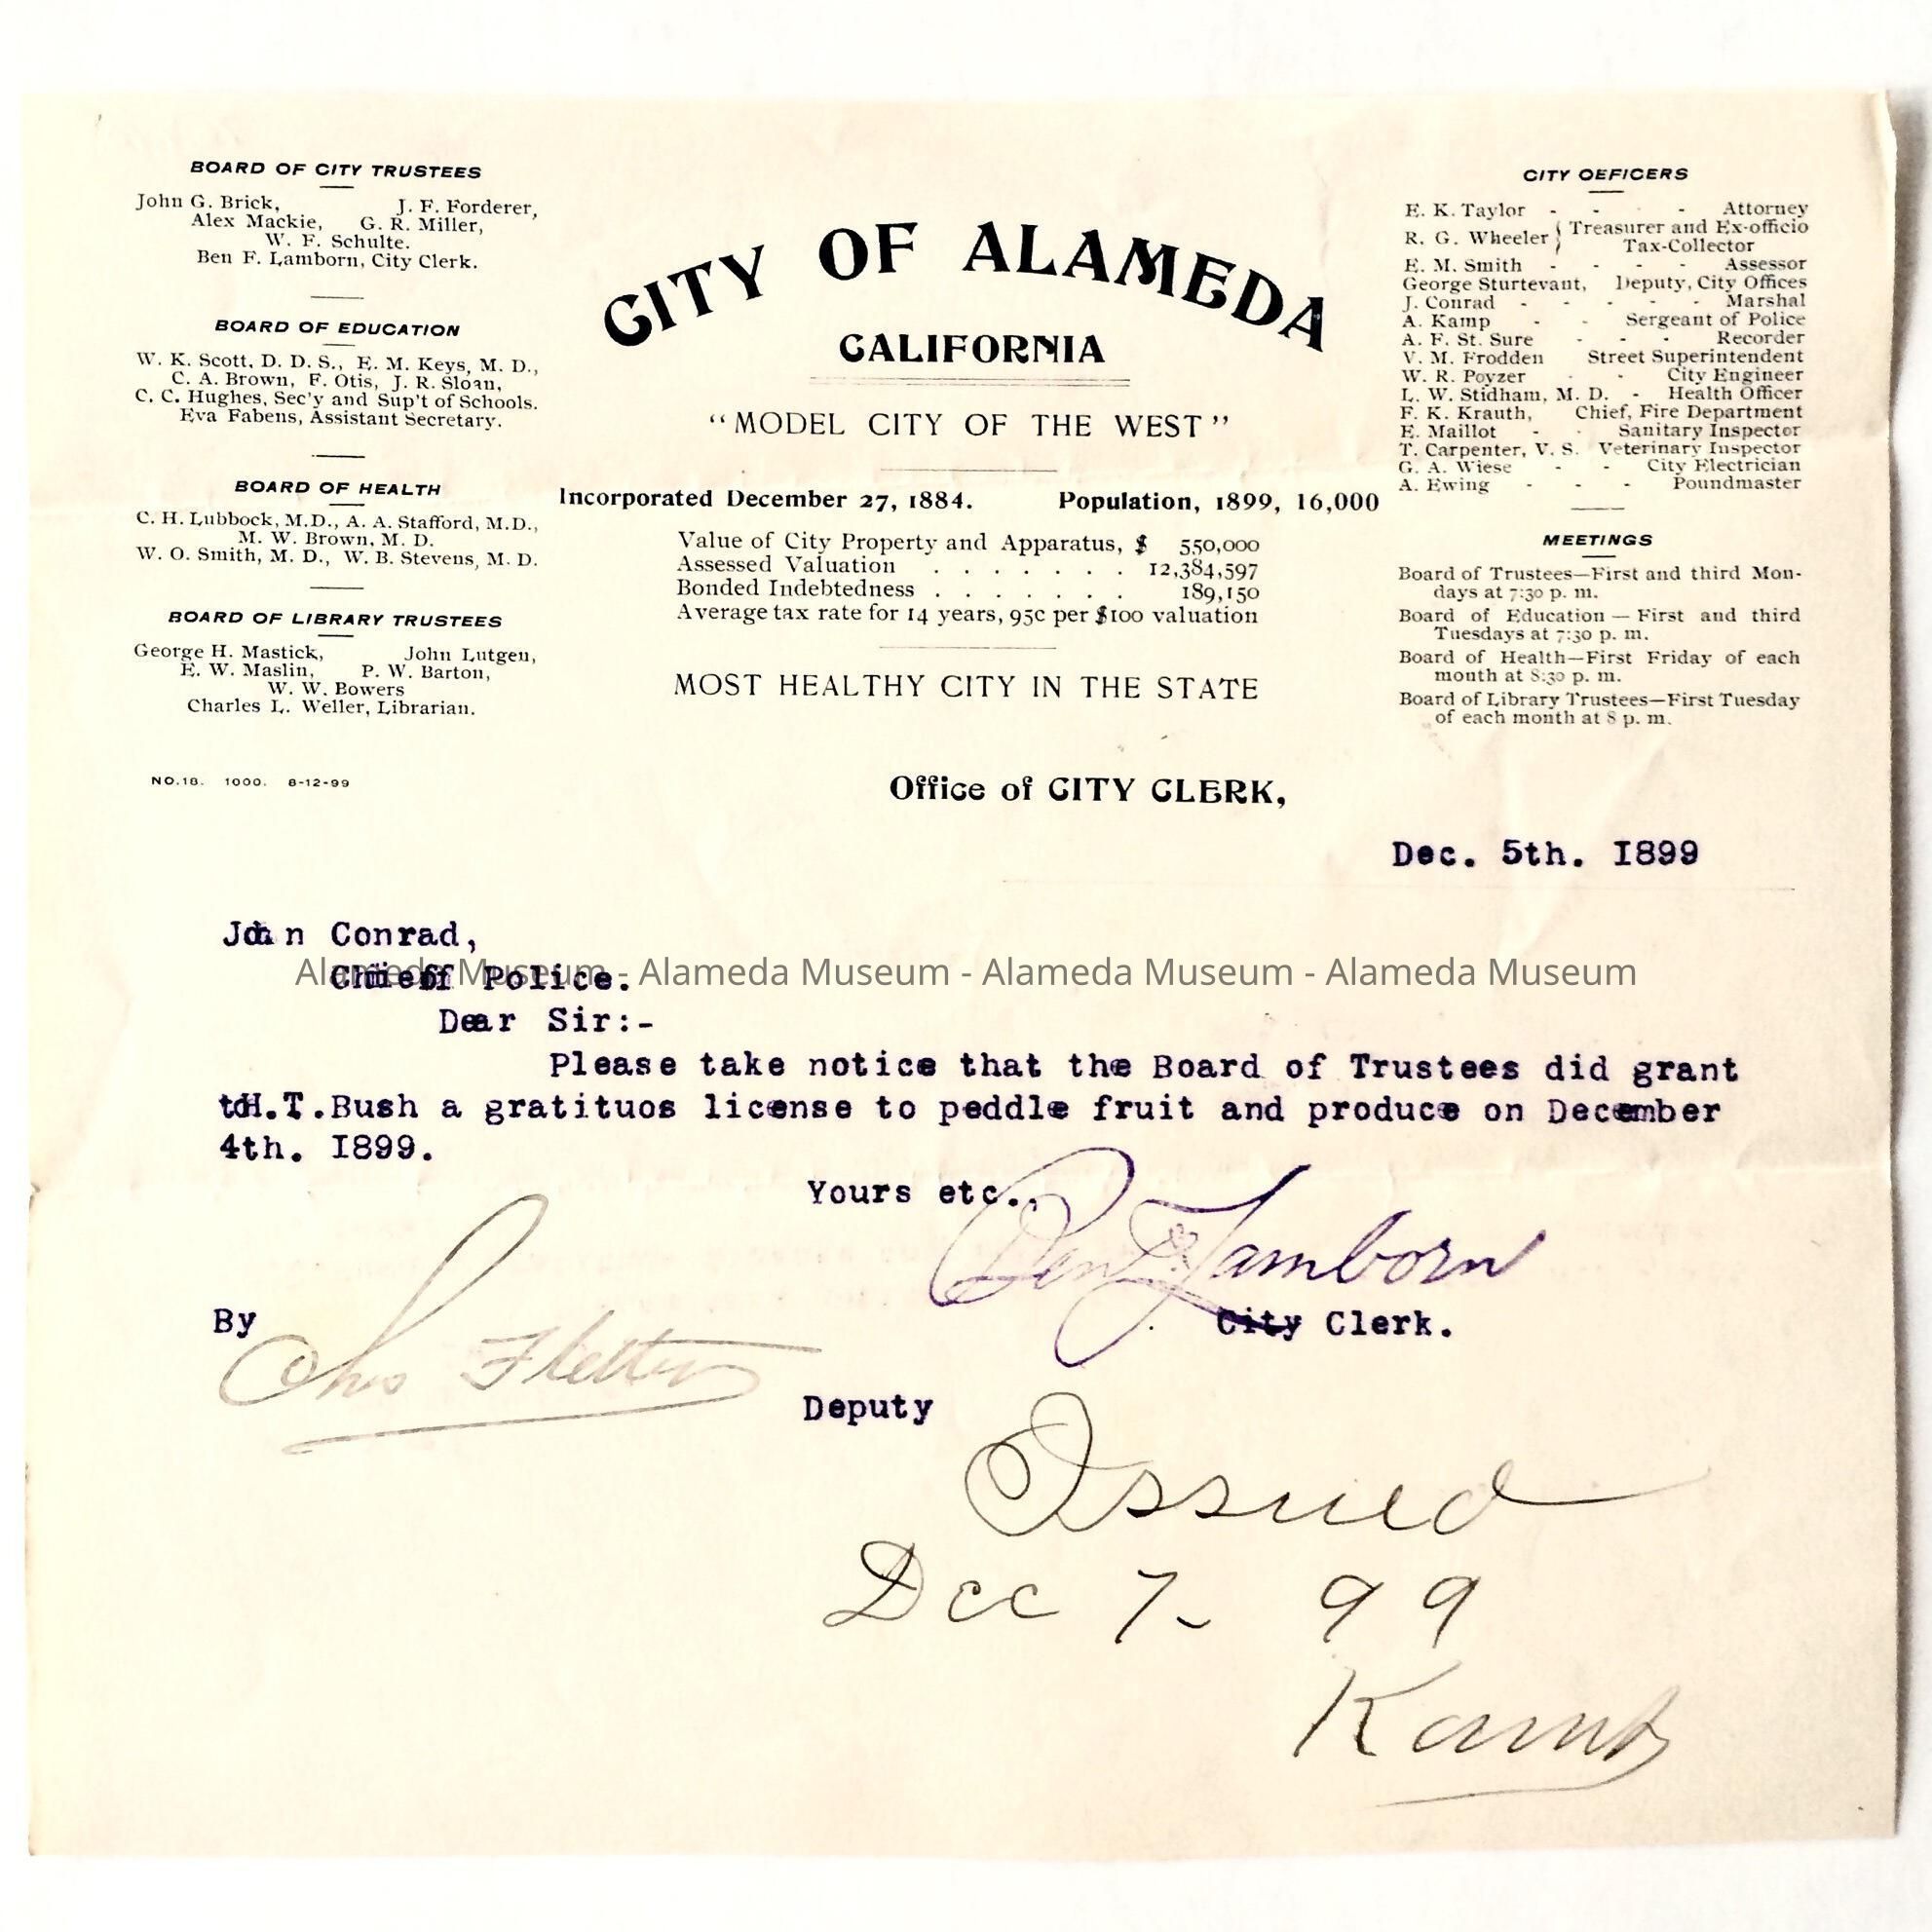 BOARD OF CITY TRUSTEES
John G. Brick, J. F. Forderer,
Alex Mackie, G. R. Miller,
W. F. Schulte.
Ben F. Lamborn, City Clerk.
BOARD OF EDUCATION
W. K. Scott, D. D. S., E. M. Keys, M. D.,
C. A. Brown, F. Otis, J. R. Sloan,
C. C. Hughes, Sec'y and Sup't of Schools.
Eva Fabens, Assistant Secretary.
BOARD OF HEALTH
C. H. Lubbock, M.D., A. A. Stafford, M.D.,
M. W. Brown, M. D.
W. O. Smith, M. D., W. B. Stevens, M. D.
BOARD OF LIBRARY TRUSTEES
George H. Mastick, John Lutgen,
E. W. Maslin, P. W. Barton,
W. W. Bowers
Charles L. Weller, Librarian.
NO.18. 1000. 8-12-99
CITY OF ALAMEDA
CALIFORNIA
"MODEL CITY OF THE WEST"
Incorporated December 27, 1884. Population, 1899, 16,000
Value of City Property and Apparatus, $ 550,000
Assessed Valuation . . . . . . . 12,384,597
Bonded Indebtedness . . . . . . . 189,150
Average tax rate for 14 years, 95c per $100 valuation
MOST HEALTHY CITY IN THE STATE
CITY OEFICERS
E. K. Taylor - - - Attorney
R. G. Wheeler { Treasurer and Ex-officio
Tax-Collector
E. M. Smith - - - - Assessor
George Sturtevant, Deputy, City Offices
J. Conrad - - - - - Marshal
A. Kamp - - Sergeant of Police
A. F. St. Sure - - - Recorder
V. M. Frodden Street Superintendent
W. R. Poyzer - - City Engineer
L. W. Stidham, M. D. - Health Officer
F. K. Krauth, Chief, Fire Department
E. Maillot - - Sanitary Inspector
T. Carpenter, V. S. Veterinary Inspector
G. A. Wiese - - City Electrician
A. Ewing - - - Poundmaster
MEETINGS
Board of Trustees—First and third Mon-
days at 7:30 p. m.
Board of Education — First and third
Tuesdays at 7:30 p. m.
Board of Health—First Friday of each
month at 8:30 p. m.
Board of Library Trustees—First Tuesday
of each month at 8 p. m.
Office of CITY CLERK,
Dec. 5th. I899
John Conrad,
Chief of Police.
Alameda Museum - Alameda Museum - Alameda Museum - Alameda Museum
Dear Sir:-
Please take notice that the Board of Trustees did grant
to H.T.Bush a gratituos license to peddle fruit and produce on December
4th. I899.
Yours etc.,
Ben F. Lamborn
City Clerk.
By
Deputy
Issued
Dec 7- 99
Kamp